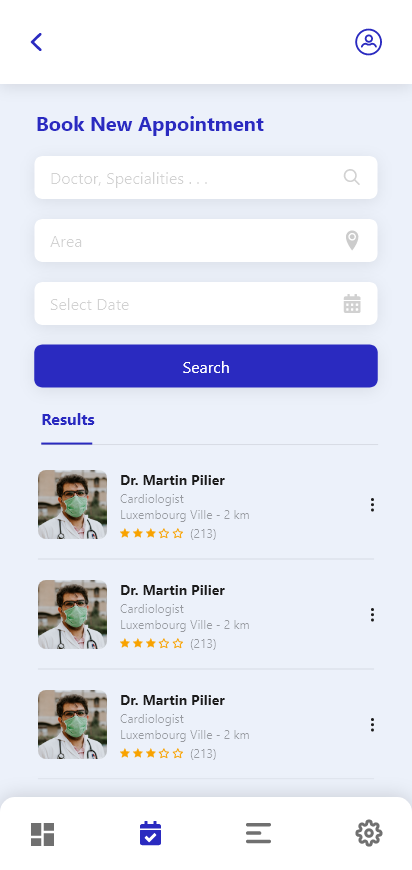 Book New Appointment
Doctor, Specialities . . .
Area
Select Date
Search
Results
Dr. Martin Pilier
Cardiologist
Luxembourg Ville - 2 km
(213)
Dr. Martin Pilier
Cardiologist
Luxembourg Ville - 2 km
(213)
Dr. Martin Pilier
Cardiologist
Luxembourg Ville - 2 km
(213)